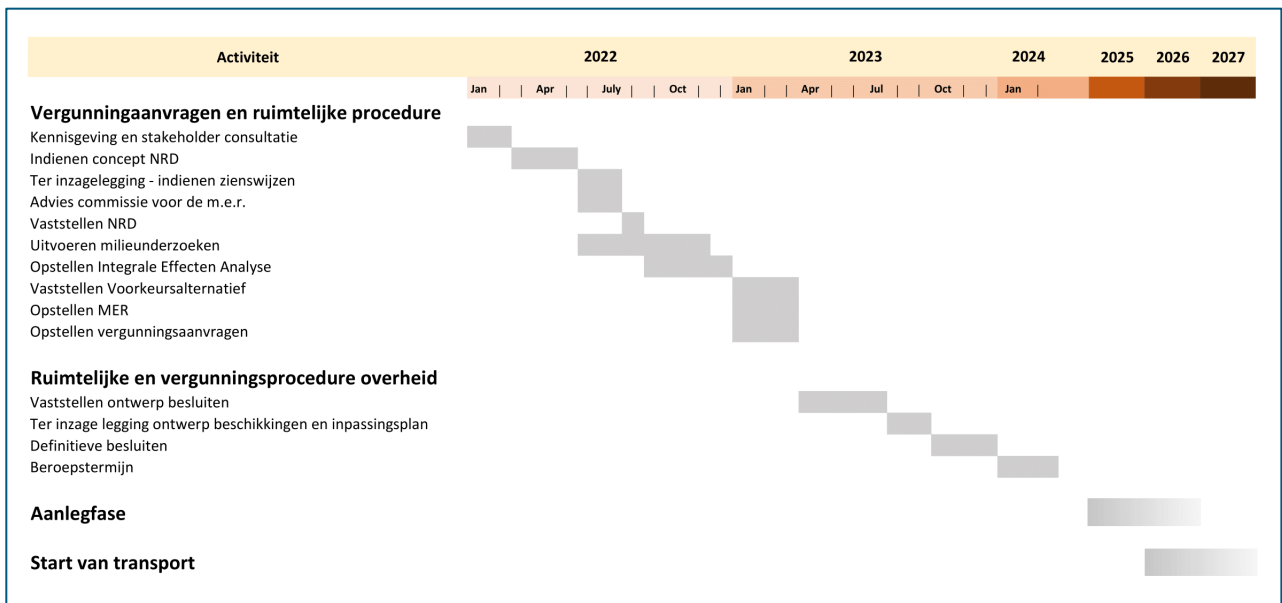 Activiteit 2022 2023 2024 2025 2026 2027
Jan | | Apr | | July | | Oct | | Jan | | Apr | | Jul | | Oct | | Jan |
Vergunningaanvragen en ruimtelijke procedure
Kennisgeving en stakeholder consultatie
Indienen concept NRD
Ter inzagelegging - indienen zienswijzen
Advies commissie voor de m.e.r.
Vaststellen NRD
Uitvoeren milieunderzoeken
Opstellen Integrale Effecten Analyse
Vaststellen Voorkeursalternatief
Opstellen MER
Opstellen vergunningsaanvragen
Ruimtelijke en vergunningsprocedure overheid
Vaststellen ontwerp besluiten
Ter inzage legging ontwerp beschikkingen en inpassingsplan
Definitieve besluiten
Beroepstermijn
Aanlegfase
Start van transport